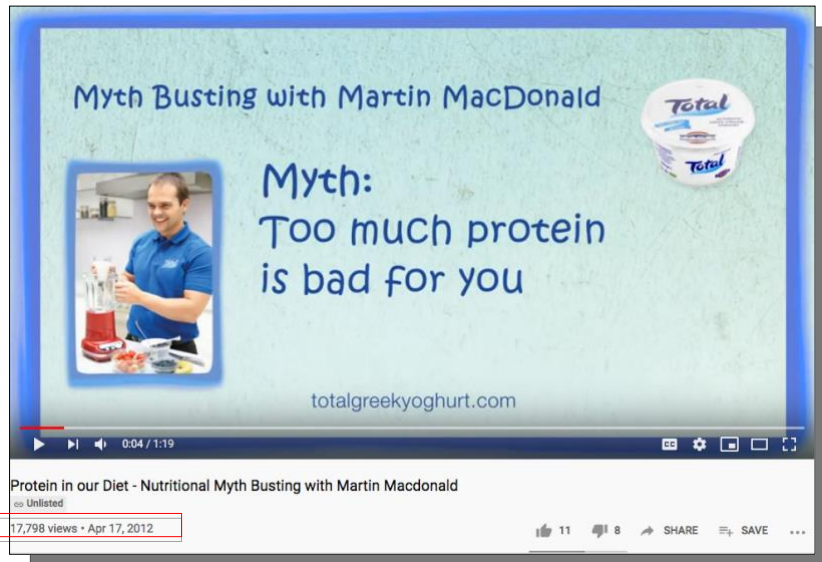 Myth Busting with Martin MacDonald
Total
Total
Myth:
Too much protein
is bad for you
totalgreekyoghurt.com
0:04 / 1:19
CC
Protein in our Diet - Nutritional Myth Busting with Martin Macdonald
Unlisted
17,798 views • Apr 17, 2012
11
8
SHARE
SAVE